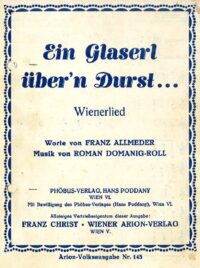 Ein Glaserl
über'n Durst...
Wienerlied
Worte von FRANZ ALLMEDER
Musik von ROMAN DOMANIG-ROLL
PHÖBUS-VERLAG, HANS PODDANY
WIEN VI.
Mit Bewilligung des Phöbus-Verlages (Hans Poddany), Wien VI.
Alleiniges Vertriebseigentum dieser Ausgabe:
FRANZ CHRIST · WIENER ARION-VERLAG
WIEN V.
Arion-Volksausgabe Nr. 143